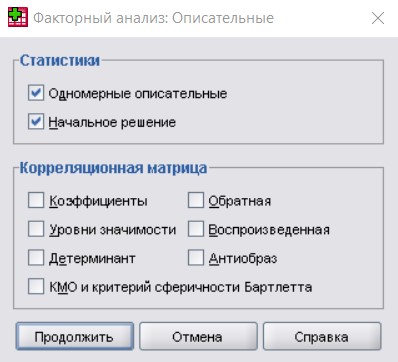 Факторный анализ: Описательные
Статистики
Одномерные описательные
Начальное решение
Корреляционная матрица
Коэффициенты Обратная
Уровни значимости Воспроизведенная
Детерминант Антиобраз
КМО и критерий сферичности Бартлетта
Продолжить Отмена Справка